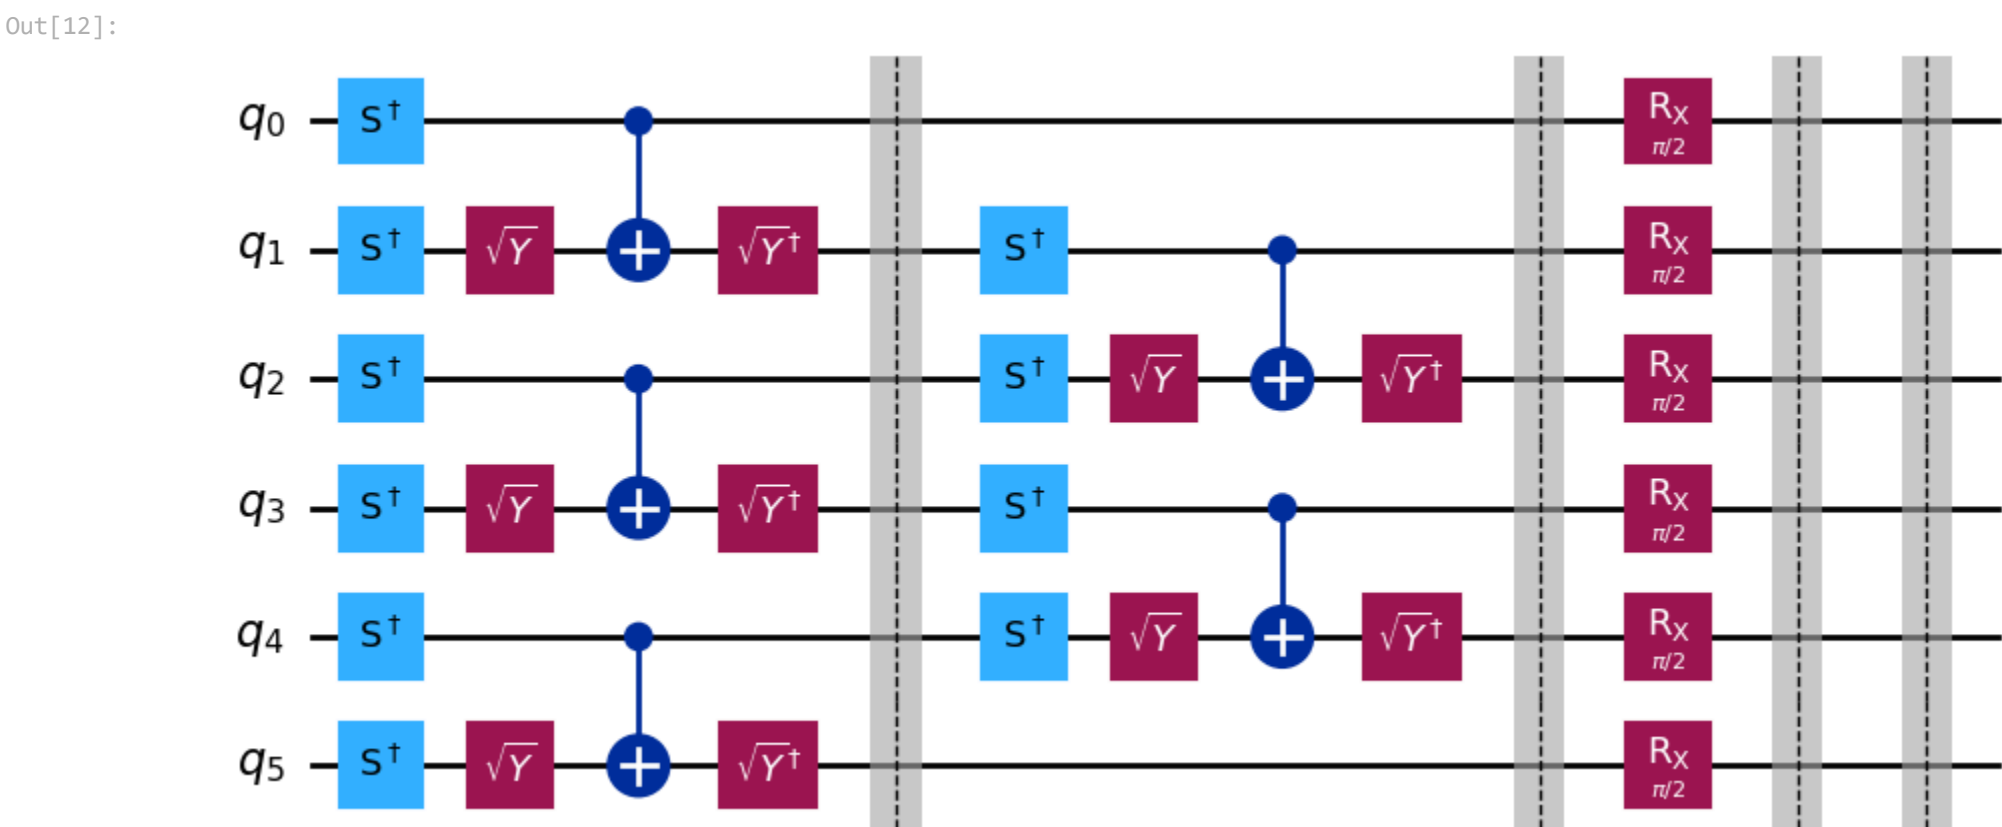 Out[12]:
q0 S† RX π/2
q1 S† √Y √Y† S† RX π/2
q2 S† S† √Y √Y† RX π/2
q3 S† √Y √Y† S† RX π/2
q4 S† S† √Y √Y† RX π/2
q5 S† √Y √Y† RX π/2